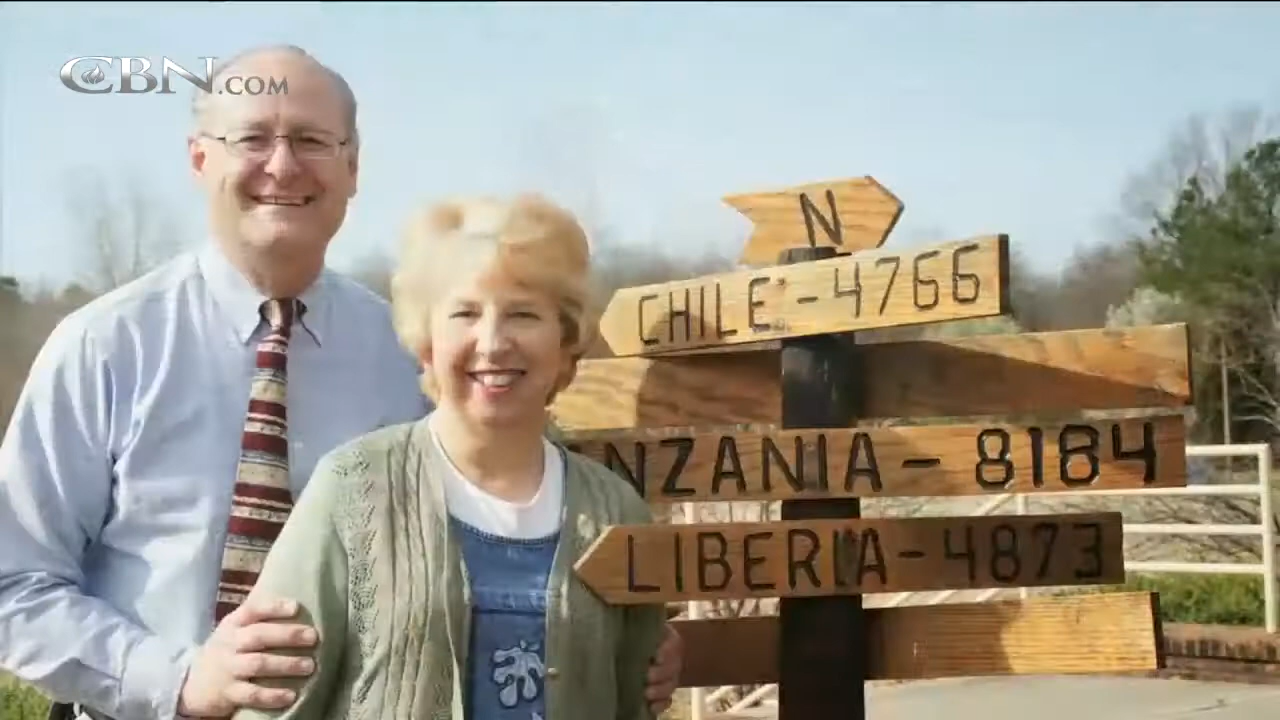 CBN.COM
N
CHILE - 4766
NZANIA - 8184
LIBERIA - 4873